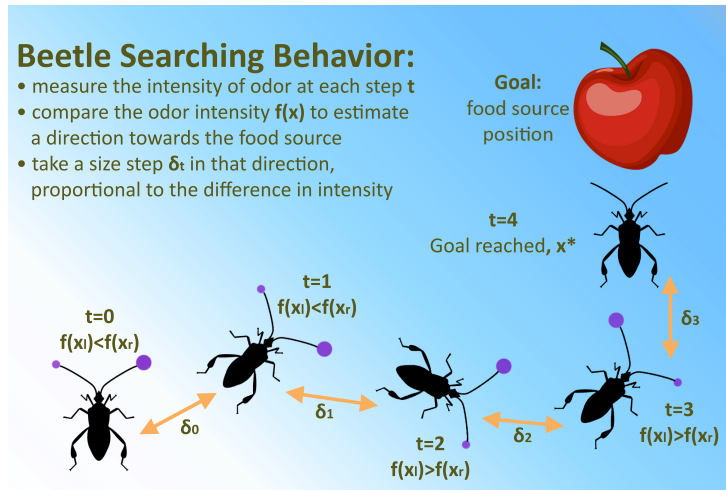 Beetle Searching Behavior:
• measure the intensity of odor at each step t
• compare the odor intensity f(x) to estimate
a direction towards the food source
• take a size step δt in that direction,
proportional to the difference in intensity
Goal:
food source
position
t=4
Goal reached, x*
t=0
f(xl)<f(xr)
t=1
f(xl)<f(xr)
t=2
f(xl)>f(xr)
t=3
f(xl)>f(xr)
δ0
δ1
δ2
δ3